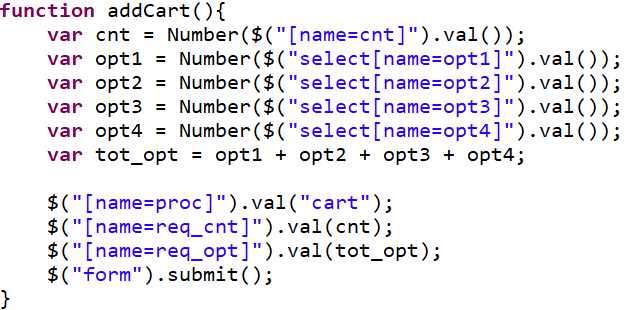 function addCart(){
    var cnt = Number($("[name=cnt]").val());
    var opt1 = Number($("select[name=opt1]").val());
    var opt2 = Number($("select[name=opt2]").val());
    var opt3 = Number($("select[name=opt3]").val());
    var opt4 = Number($("select[name=opt4]").val());
    var tot_opt = opt1 + opt2 + opt3 + opt4;

    $("[name=proc]").val("cart");
    $("[name=req_cnt]").val(cnt);
    $("[name=req_opt]").val(tot_opt);
    $("form").submit();
}